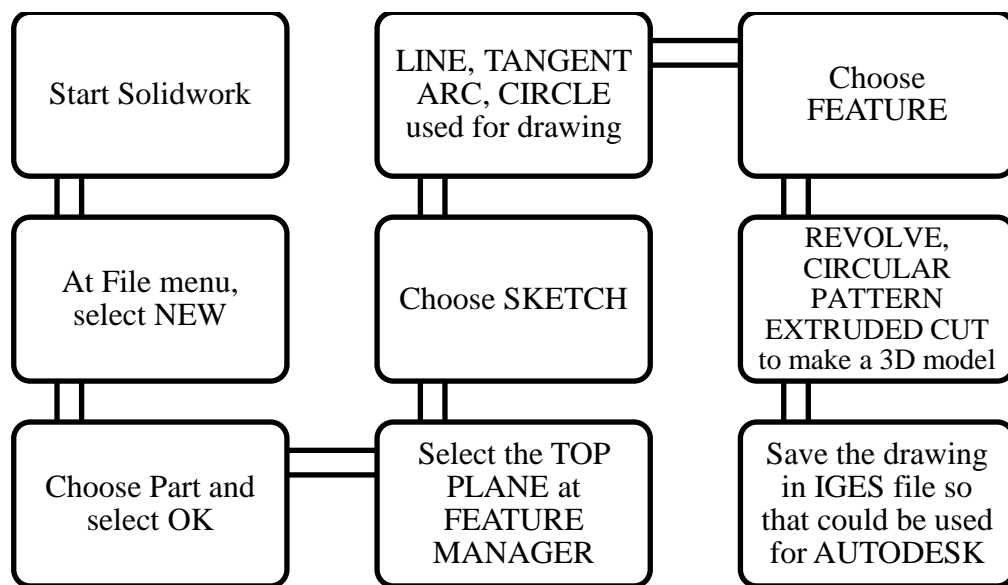 Start Solidwork
At File menu,
select NEW
Choose Part and
select OK
Select the TOP
PLANE at
FEATURE
MANAGER
Choose SKETCH
LINE, TANGENT
ARC, CIRCLE
used for drawing
Choose
FEATURE
REVOLVE,
CIRCULAR
PATTERN
EXTRUDED CUT
to make a 3D model
Save the drawing
in IGES file so
that could be used
for AUTODESK